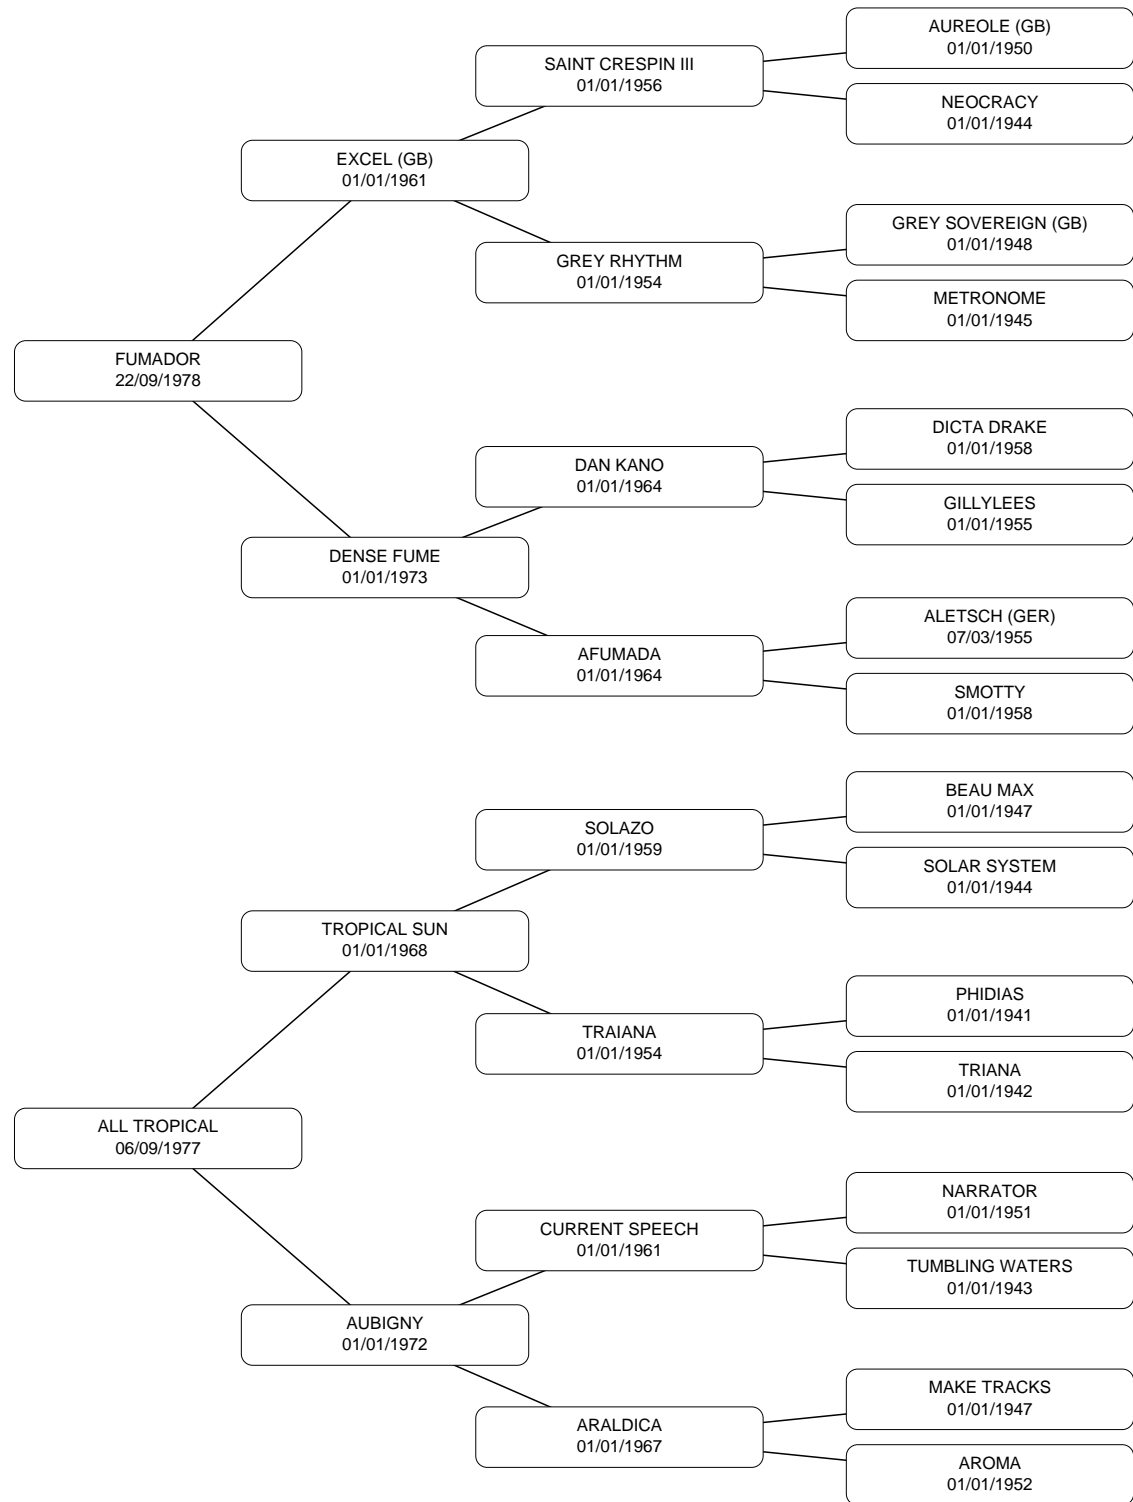 AUREOLE (GB)
01/01/1950
SAINT CRESPIN III
01/01/1956
NEOCRACY
01/01/1944
EXCEL (GB)
01/01/1961
GREY SOVEREIGN (GB)
01/01/1948
GREY RHYTHM
01/01/1954
METRONOME
01/01/1945
FUMADOR
22/09/1978
DICTA DRAKE
01/01/1958
DAN KANO
01/01/1964
GILLYLEES
01/01/1955
DENSE FUME
01/01/1973
ALETSCH (GER)
07/03/1955
AFUMADA
01/01/1964
SMOTTY
01/01/1958
BEAU MAX
01/01/1947
SOLAZO
01/01/1959
SOLAR SYSTEM
01/01/1944
TROPICAL SUN
01/01/1968
PHIDIAS
01/01/1941
TRAIANA
01/01/1954
TRIANA
01/01/1942
ALL TROPICAL
06/09/1977
NARRATOR
01/01/1951
CURRENT SPEECH
01/01/1961
TUMBLING WATERS
01/01/1943
AUBIGNY
01/01/1972
MAKE TRACKS
01/01/1947
ARALDICA
01/01/1967
AROMA
01/01/1952